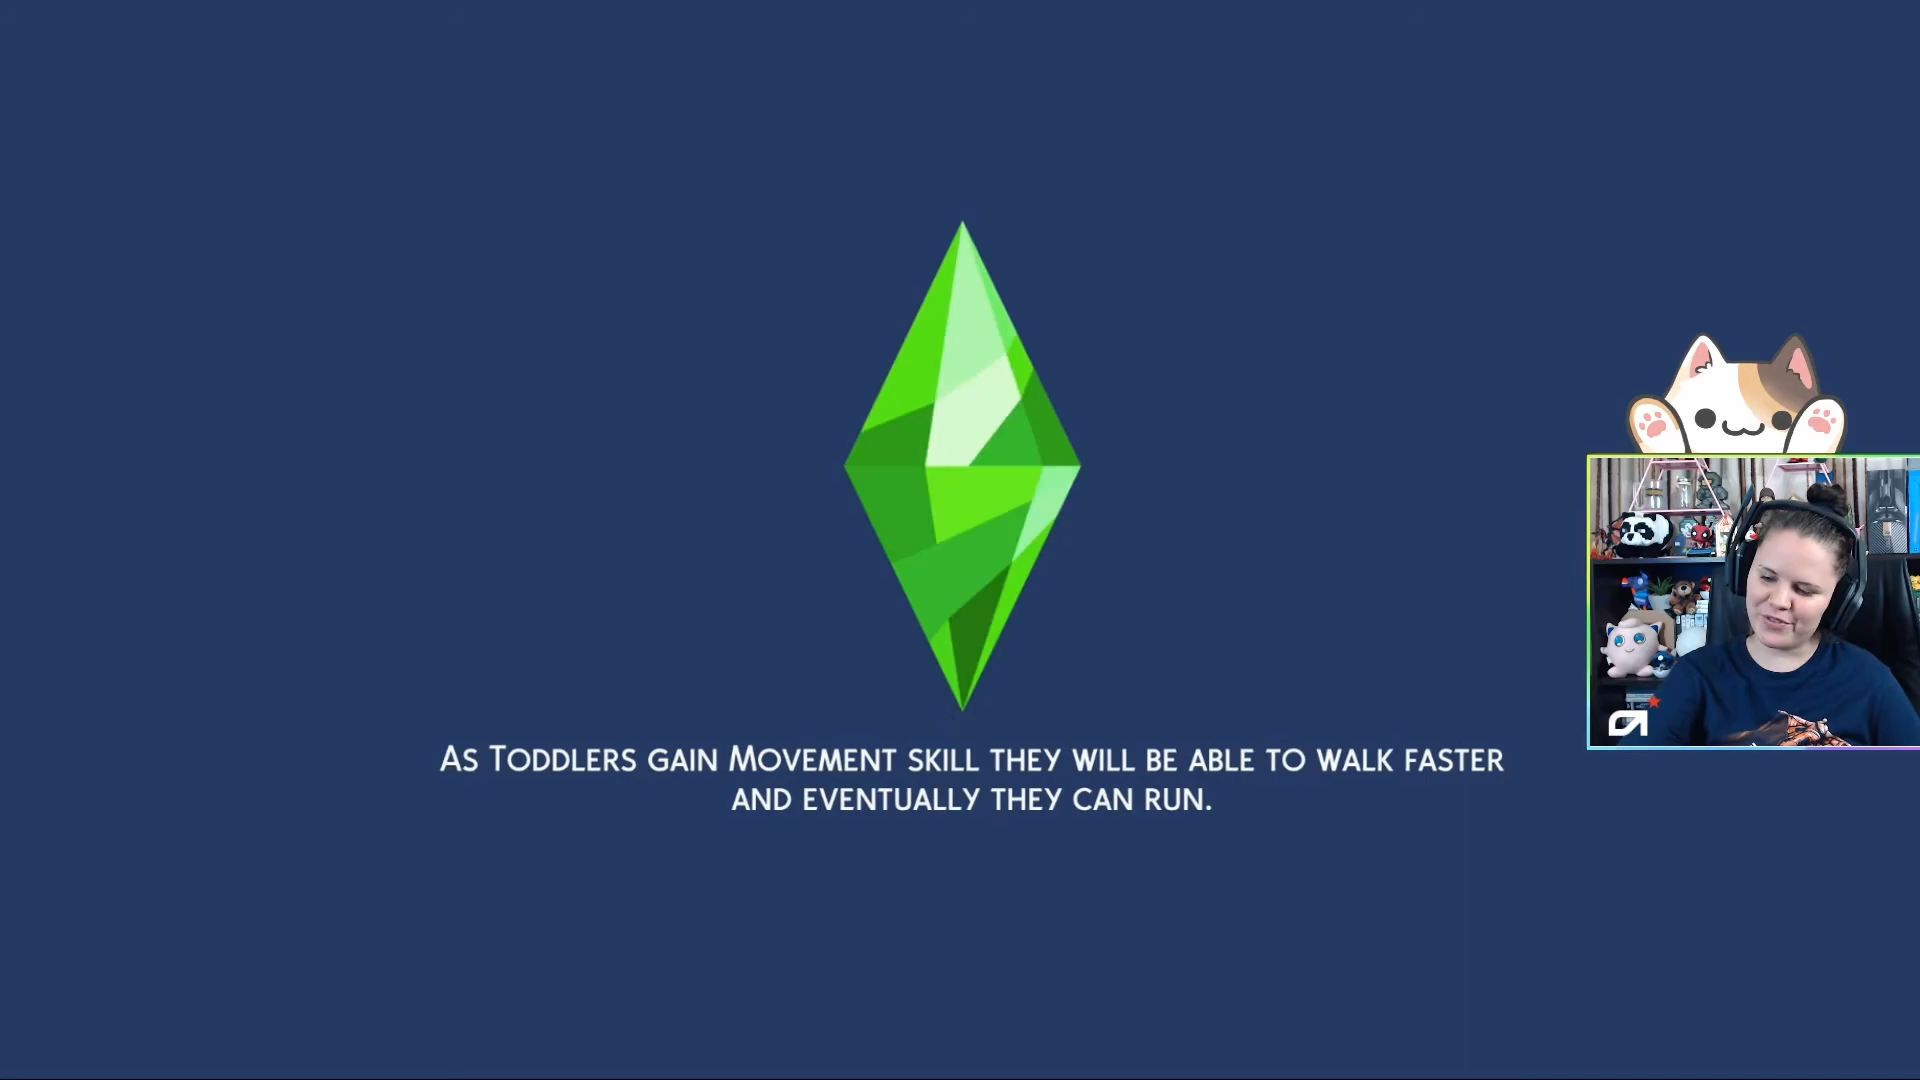 As Toddlers gain Movement skill they will be able to walk faster
and eventually they can run.